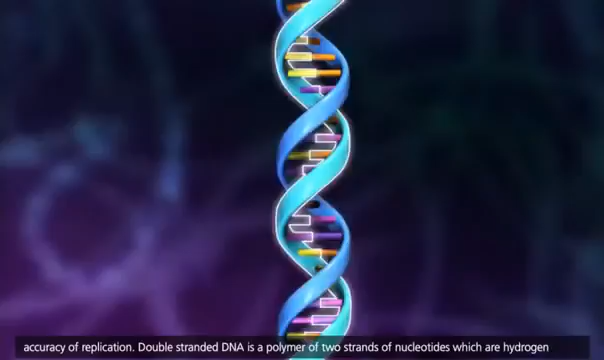 accuracy of replication. Double stranded DNA is a polymer of two strands of nucleotides which are hydrogen